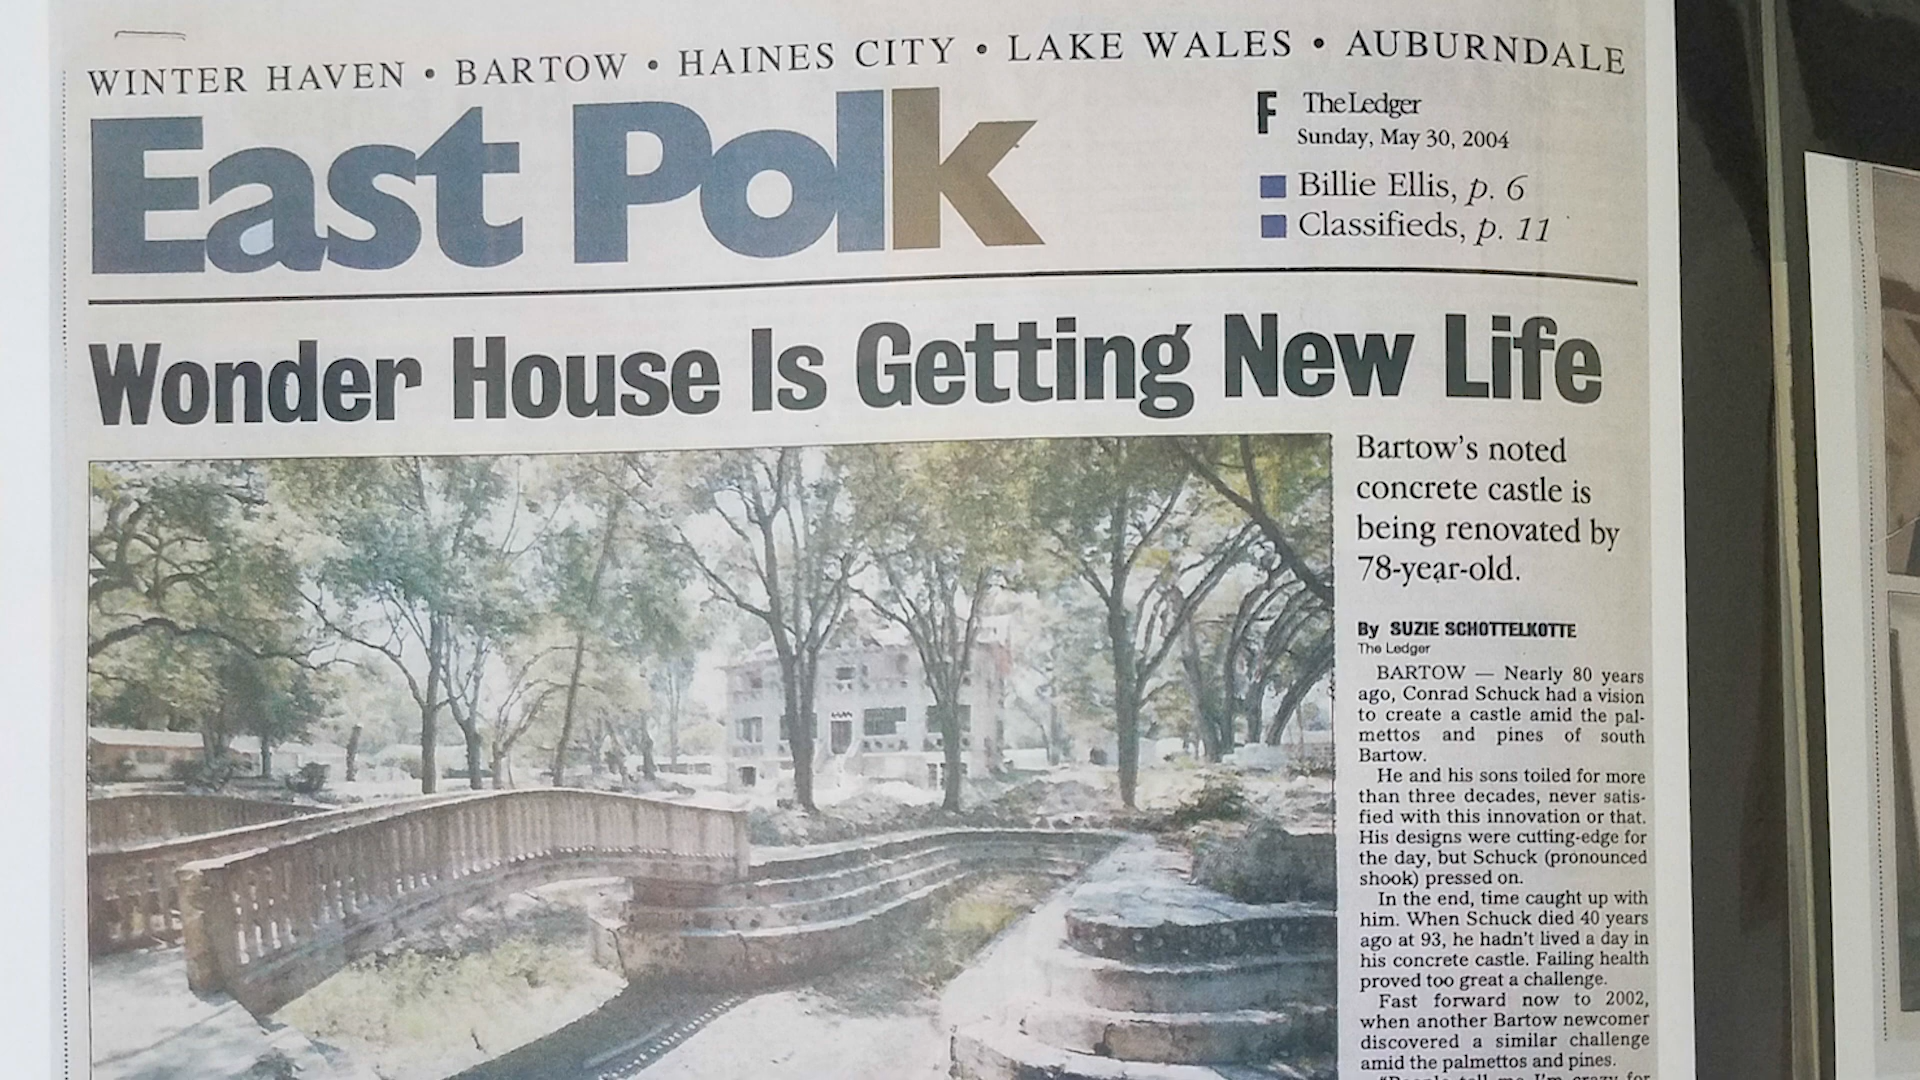 WINTER HAVEN • BARTOW • HAINES CITY • LAKE WALES • AUBURNDALE
East Polk
F
The Ledger
Sunday, May 30, 2004
Billie Ellis, p. 6
Classifieds, p. 11
Wonder House Is Getting New Life
Bartow's noted
concrete castle is
being renovated by
78-year-old.
By SUZIE SCHOTTELKOTTE
The Ledger
BARTOW — Nearly 80 years
ago, Conrad Schuck had a vision
to create a castle amid the pal-
mettos and pines of south
Bartow.
He and his sons toiled for more
than three decades, never satis-
fied with this innovation or that.
His designs were cutting-edge for
the day, but Schuck (pronounced
shook) pressed on.
In the end, time caught up with
him. When Schuck died 40 years
ago at 93, he hadn't lived a day in
his concrete castle. Failing health
proved too great a challenge.
Fast forward now to 2002,
when another Bartow newcomer
discovered a similar challenge
amid the palmettos and pines.
"People tell me I'm crazy for